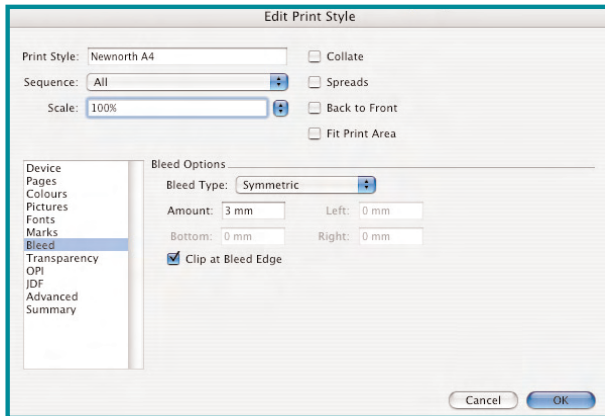 Edit Print Style
Print Style: Newnorth A4
Collate
Sequence: All
Spreads
Scale: 100%
Back to Front
Fit Print Area
Device
Pages
Colours
Pictures
Fonts
Marks
Bleed
Transparency
OPI
JDF
Advanced
Summary
Bleed Options
Bleed Type: Symmetric
Amount: 3 mm Left: 0 mm
Bottom: 0 mm Right: 0 mm
Clip at Bleed Edge
Cancel OK